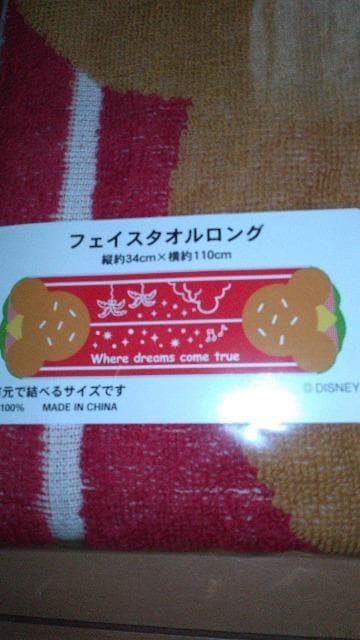 フェイスタオルロング
縦約34cm×横約110cm
Where dreams come true
元で結べるサイズです
© DISNEY
100% MADE IN CHINA